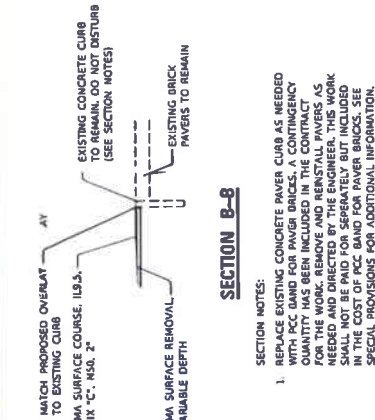 MATCH PROPOSED OVERLAY
TO EXISTING CURB
AY
MA SURFACE COURSE, IL9.5,
IX "C", N50, 2"
MA SURFACE REMOVAL,
ARIABLE DEPTH
EXISTING CONCRETE CURB
TO REMAIN. DO NOT DISTURB
(SEE SECTION NOTES)
EXISTING BRICK
PAVERS TO REMAIN
SECTION B-B
SECTION NOTES:
1. REPLACE EXISTING CONCRETE PAVER CURB AS NEEDED
WITH PCC BAND FOR PAVER BRICKS. A CONTINGENCY
QUANTITY HAS BEEN INCLUDED IN THE CONTRACT
FOR THE WORK. REMOVE AND REINSTALL PAVERS AS
NEEDED AND DIRECTED BY THE ENGINEER. THIS WORK
SHALL NOT BE PAID FOR SEPERATELY BUT INCLUDED
IN THE COST OF PCC BAND FOR PAVER BRICKS. SEE
SPECIAL PROVISIONS FOR ADDITIONAL INFORMATION.